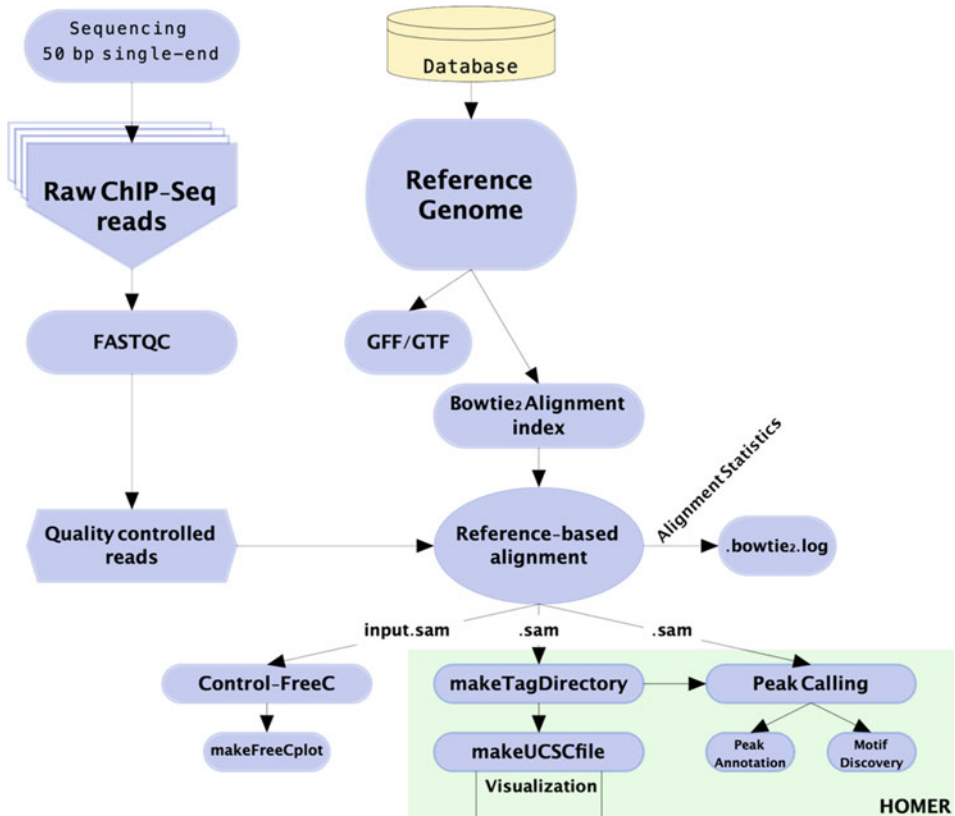 Sequencing
50 bp single-end
Database
Raw ChIP-Seq
reads
Reference
Genome
FASTQC
GFF/GTF
Bowtie₂ Alignment
index
Alignment Statistics
Quality controlled
reads
Reference-based
alignment
.bowtie₂.log
input.sam
.sam
.sam
Control-FreeC
makeTagDirectory
Peak Calling
makeFreeCplot
makeUCSCfile
Peak
Annotation
Motif
Discovery
Visualization
HOMER